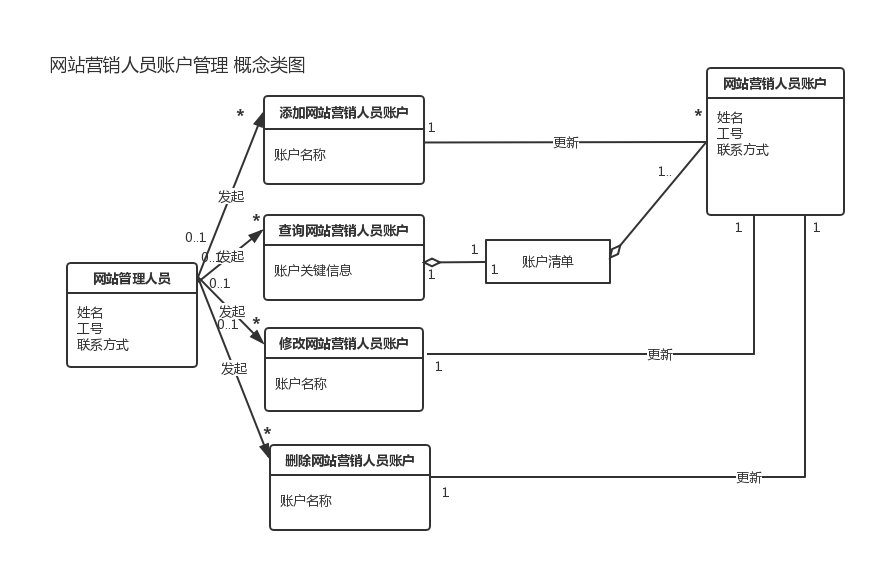 网站营销人员账户管理 概念类图
网站营销人员账户
姓名
工号
联系方式
*
添加网站营销人员账户
账户名称
*
1
更新
1..
发起
0..1
查询网站营销人员账户
账户关键信息
*
1
1
1
账户清单
发起
0..1
1
1
网站管理人员
姓名
工号
联系方式
0..1
发起
*
0..1
修改网站营销人员账户
账户名称
1
更新
发起
*
删除网站营销人员账户
账户名称
1
更新